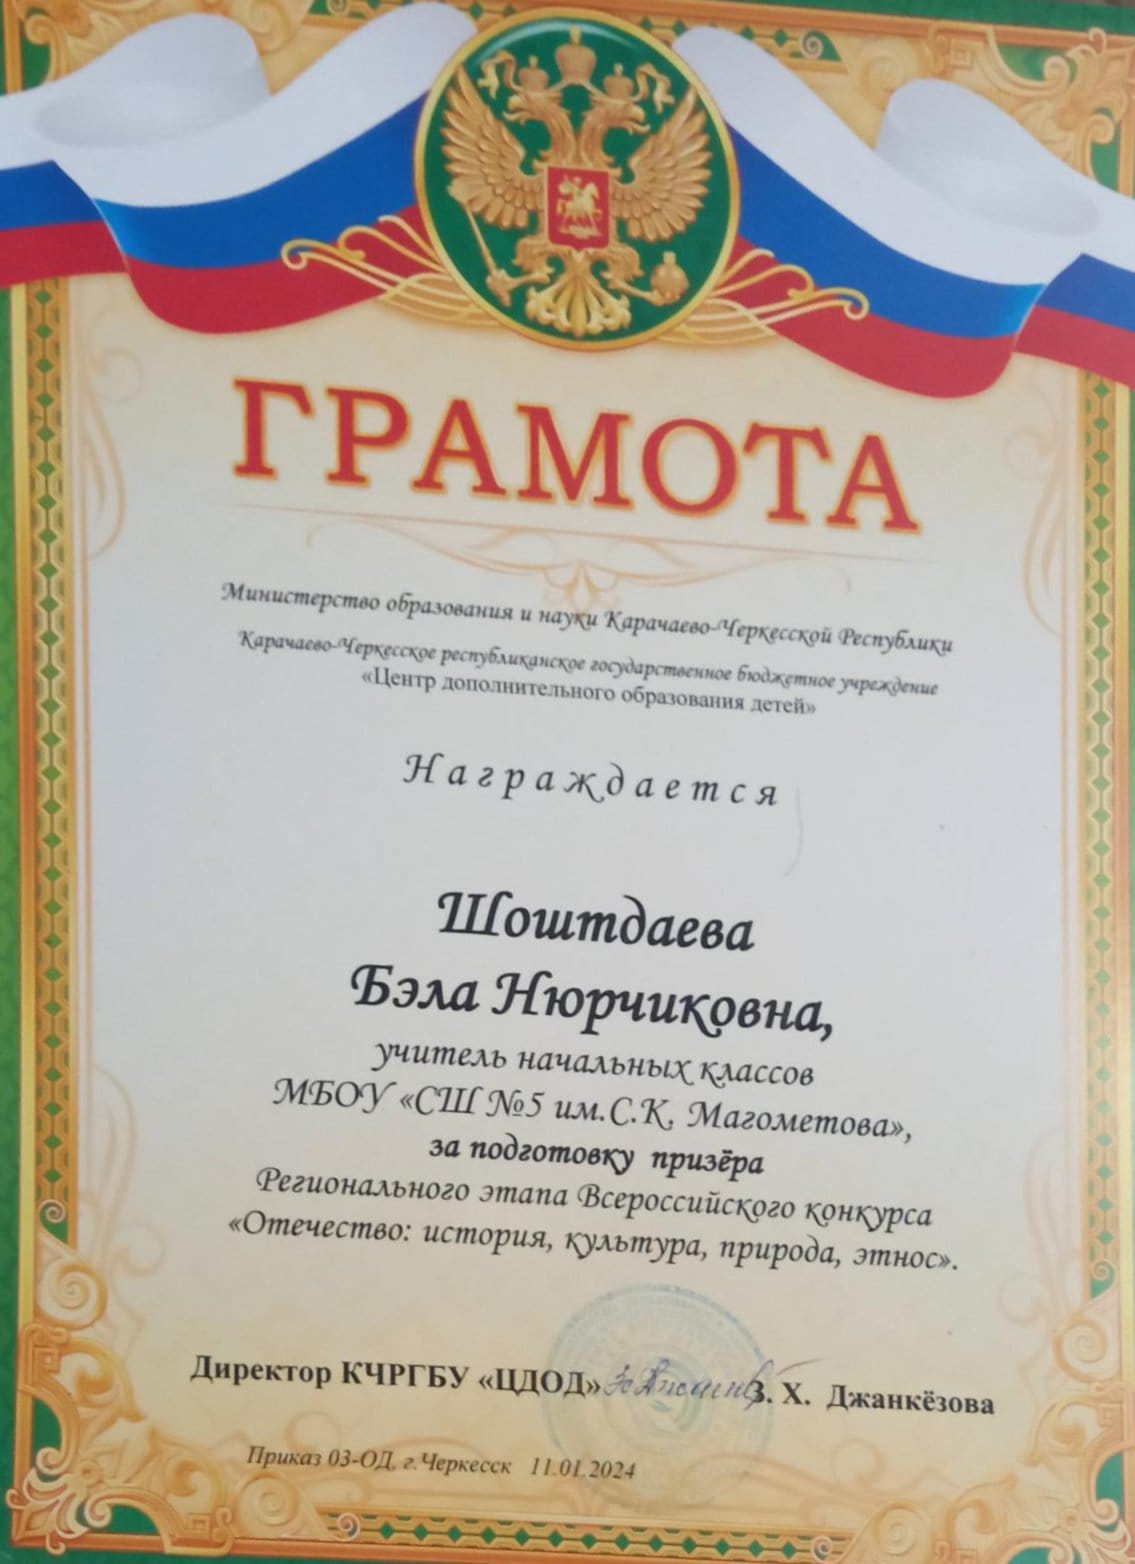 ГРАМОТА
Министерство образования и науки Карачаево-Черкесской Республики
Карачаево-Черкесское республиканское государственное бюджетное учреждение
«Центр дополнительного образования детей»
Награждается
Шоштдаева
Бэла Нюрчиковна,
учитель начальных классов
МБОУ «СШ №5 им.С.К. Магометова»,
за подготовку призёра
Регионального этапа Всероссийского конкурса
«Отечество: история, культура, природа, этнос».
Директор КЧРГБУ «ЦДОД» З. Х. Джанкёзова
Приказ 03-ОД, г.Черкесск 11.01.2024